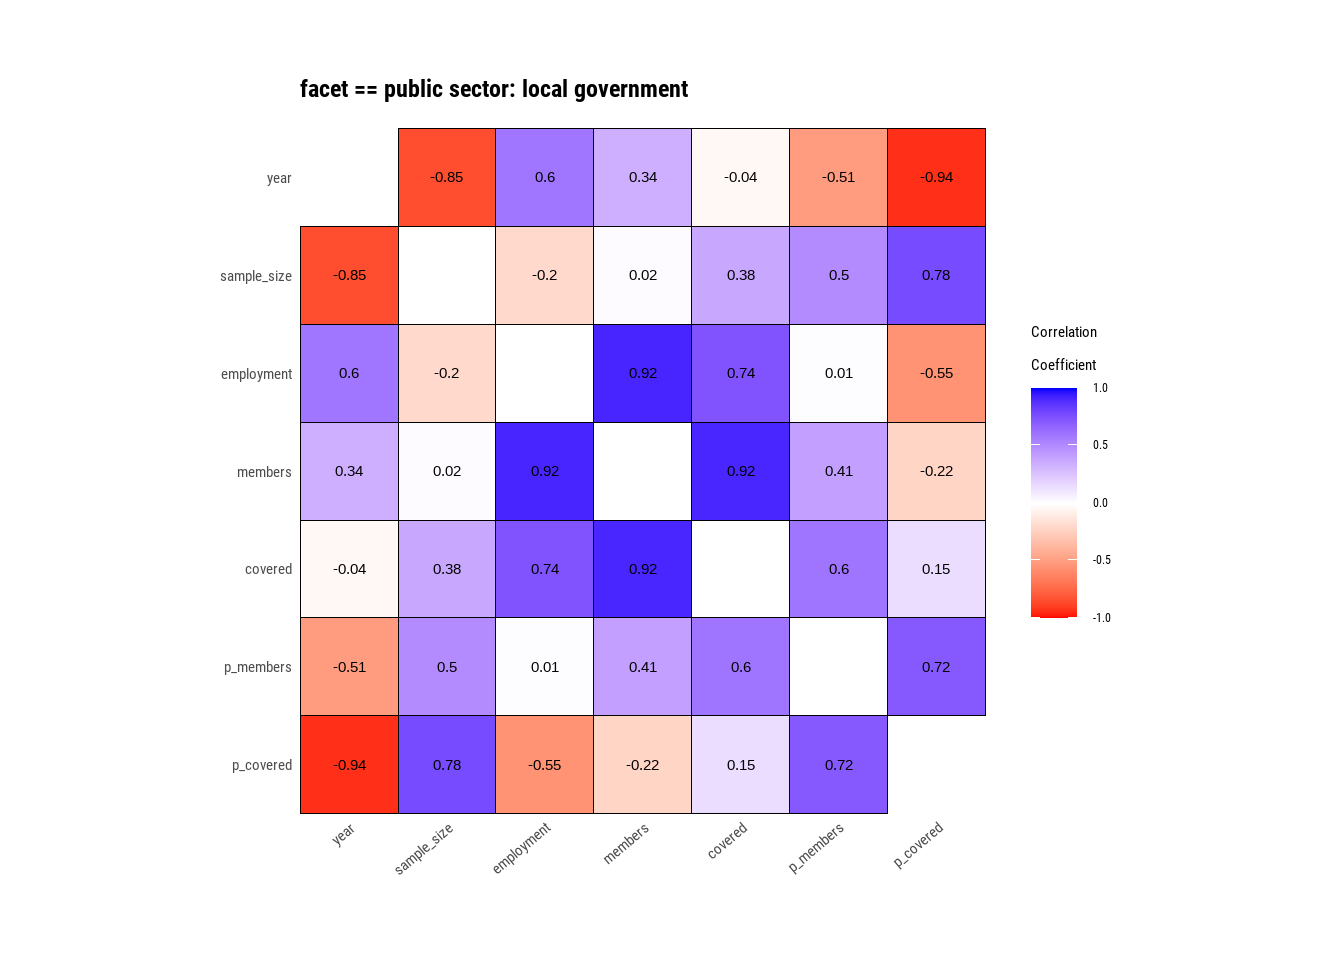 facet == public sector: local government
year
-0.85 0.6 0.34 -0.04 -0.51 -0.94
sample_size
-0.85 -0.2 0.02 0.38 0.5 0.78
employment
0.6 -0.2 0.92 0.74 0.01 -0.55
members
0.34 0.02 0.92 0.92 0.41 -0.22
covered
-0.04 0.38 0.74 0.92 0.6 0.15
p_members
-0.51 0.5 0.01 0.41 0.6 0.72
p_covered
-0.94 0.78 -0.55 -0.22 0.15 0.72
year
sample_size
employment
members
covered
p_members
p_covered
Correlation
Coefficient
1.0
0.5
0.0
-0.5
-1.0